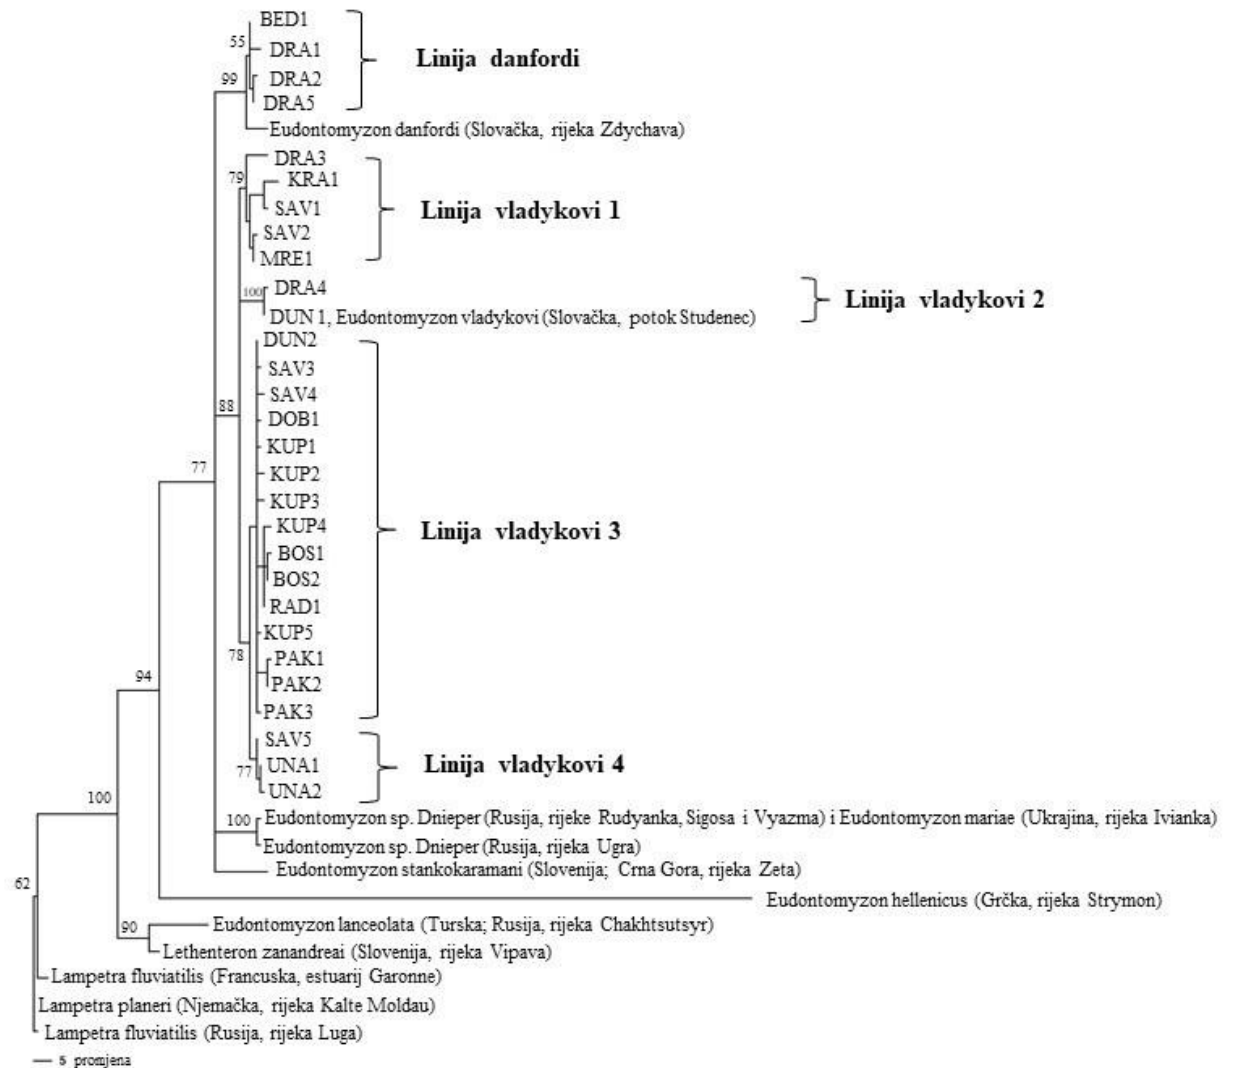 BED1
55
DRA1
Linija danfordi
99
DRA2
DRA5
Eudontomyzon danfordi (Slovačka, rijeka Zdychava)
DRA3
79
KRA1
SAV1
Linija vladykovi 1
SAV2
MRE1
100
DRA4
Linija vladykovi 2
DUN 1, Eudontomyzon vladykovi (Slovačka, potok Studenec)
DUN2
SAV3
SAV4
88
DOB1
KUP1
77
KUP2
KUP3
KUP4
Linija vladykovi 3
BOS1
BOS2
RAD1
KUP5
78
PAK1
94
PAK2
PAK3
SAV5
77
UNA1
Linija vladykovi 4
UNA2
100
100
Eudontomyzon sp. Dnieper (Rusija, rijeke Rudyanka, Sigosa i Vyazma) i Eudontomyzon mariae (Ukrajina, rijeka Ivianka)
Eudontomyzon sp. Dnieper (Rusija, rijeka Ugra)
Eudontomyzon stankokaramani (Slovenija; Crna Gora, rijeka Zeta)
62
Eudontomyzon hellenicus (Grčka, rijeka Strymon)
90
Eudontomyzon lanceolata (Turska; Rusija, rijeka Chakhtsutsyr)
Lethenteron zanandreai (Slovenija, rijeka Vipava)
Lampetra fluviatilis (Francuska, estuarij Garonne)
Lampetra planeri (Njemačka, rijeka Kalte Moldau)
Lampetra fluviatilis (Rusija, rijeka Luga)
5 promjena